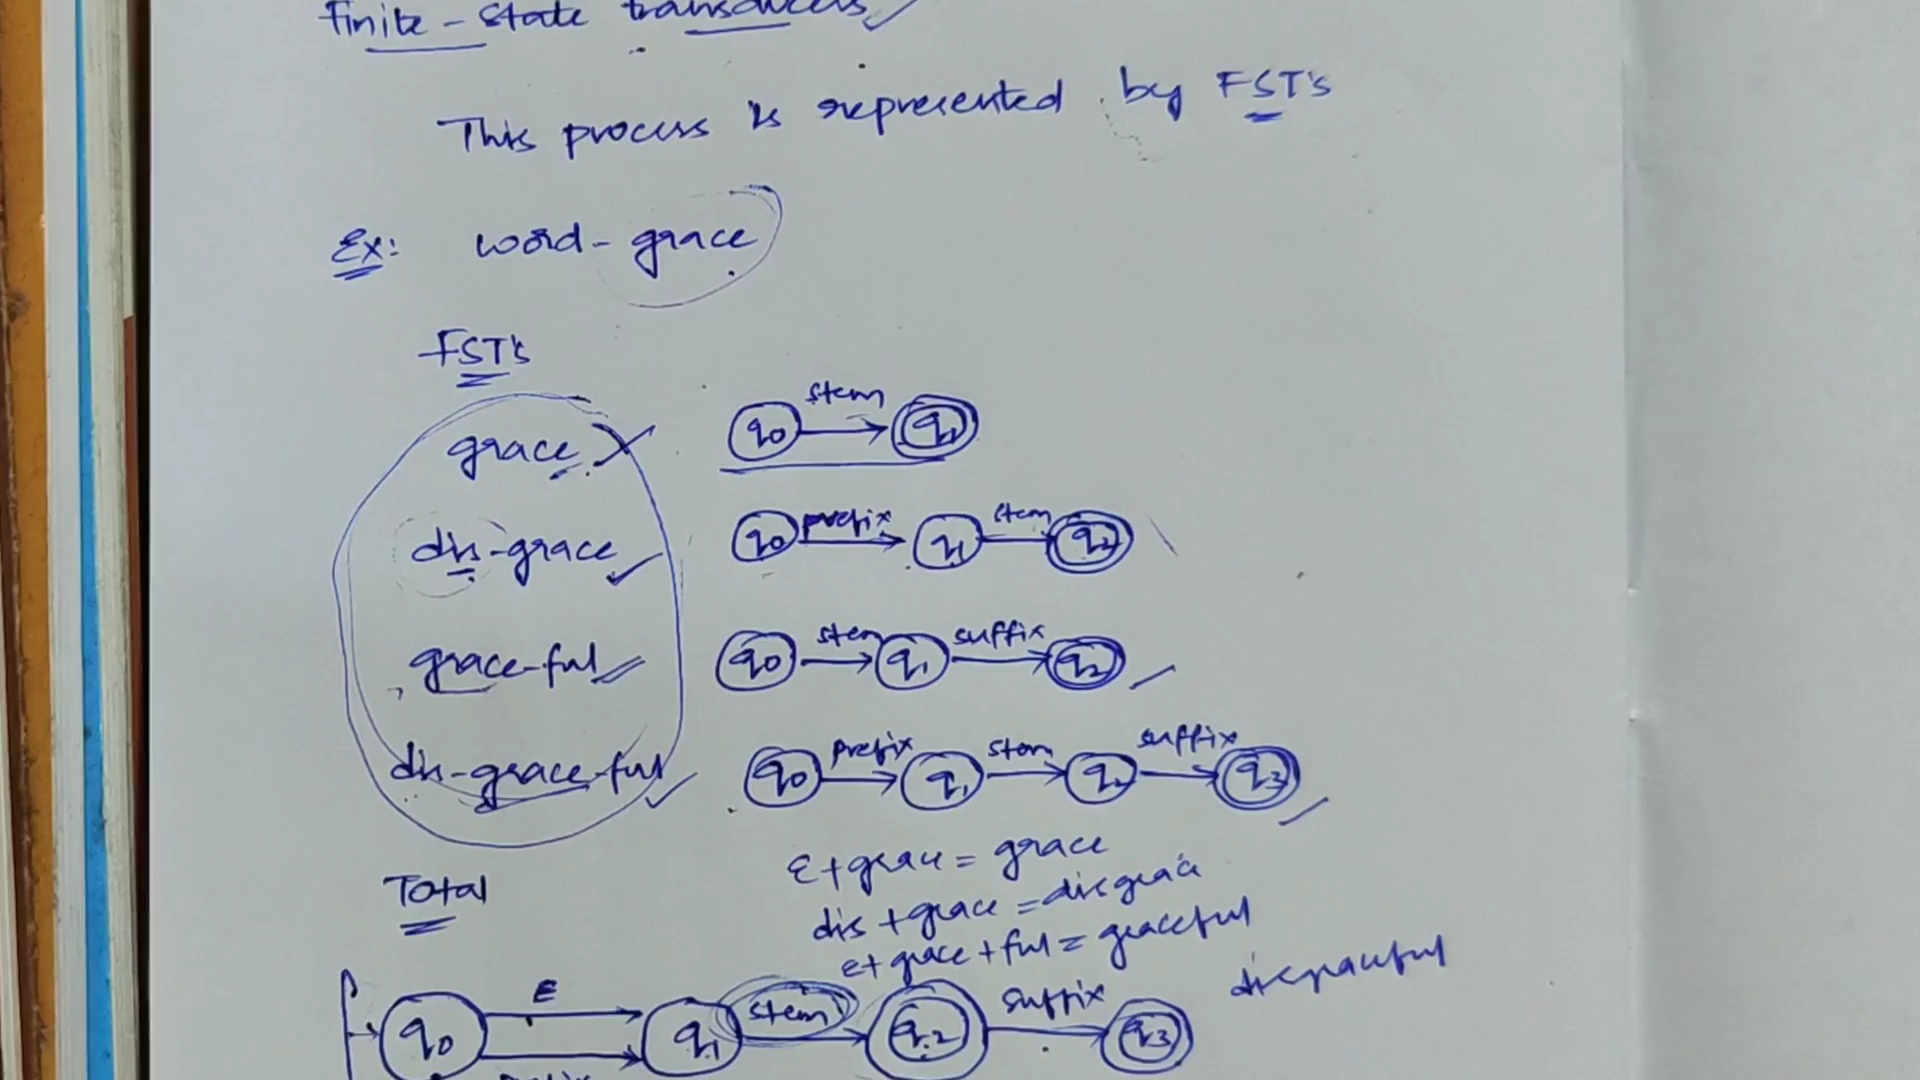 Finite-state transducers
This process is represented by FST's
Ex: word-grace
FST's
grace
q0 stem q1
dis-grace
q0 prefix q1 stem q2
grace-ful
q0 stem q1 suffix q2
dis-grace-ful
q0 prefix q1 stem q2 suffix q3
Total
ε+grace = grace
dis+grace = disgrace
ε+grace+ful = graceful
disgraceful
q0 E q1 stem q2 suffix q3
prefix